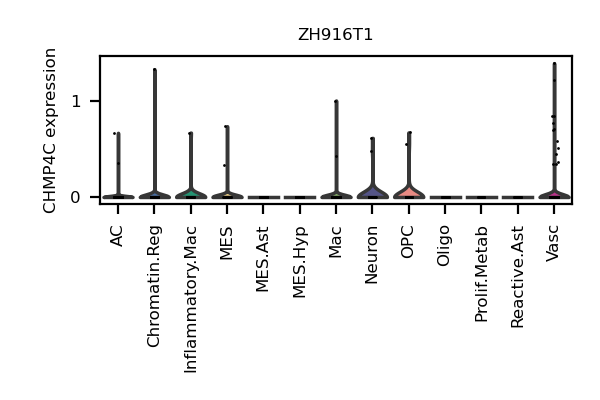 ZH916T1
CHMP4C expression
1
0
AC
Chromatin.Reg
Inflammatory.Mac
MES
MES.Ast
MES.Hyp
Mac
Neuron
OPC
Oligo
Prolif.Metab
Reactive.Ast
Vasc